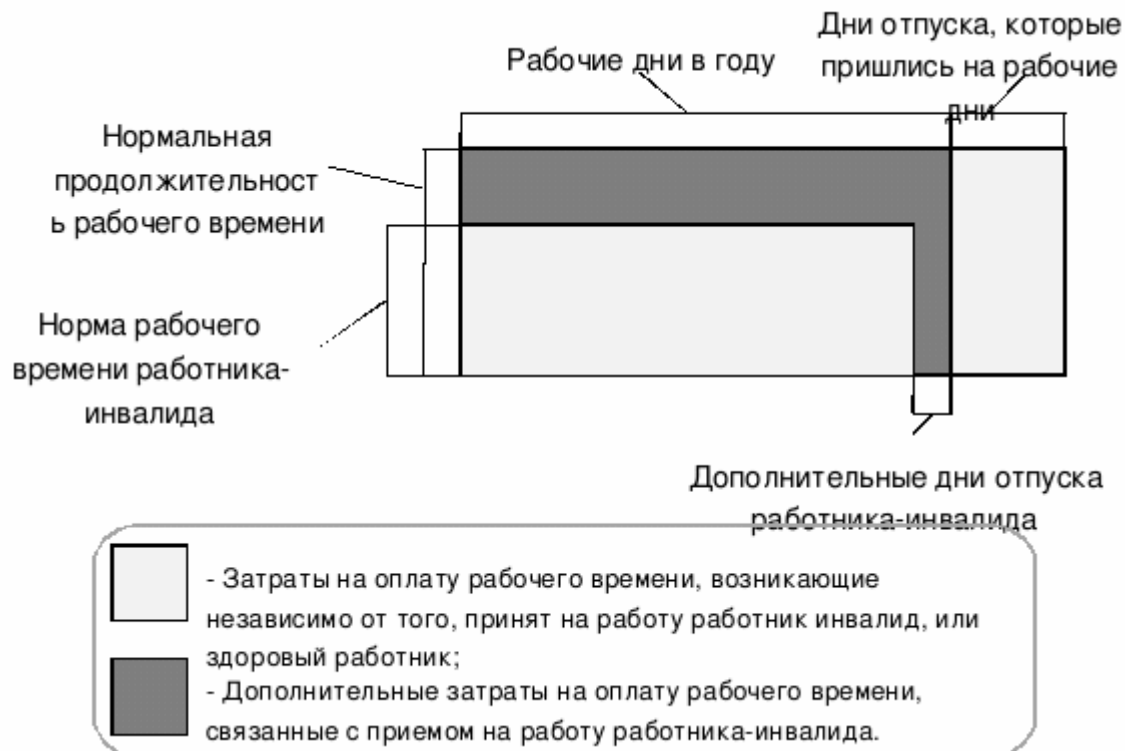 Рабочие дни в году
Дни отпуска, которые
пришлись на рабочие
дни
Нормальная
продолжительност
ь рабочего времени
Норма рабочего
времени работника-
инвалида
Дополнительные дни отпуска
работника-инвалида
- Затраты на оплату рабочего времени, возникающие
независимо от того, принят на работу работник инвалид, или
здоровый работник;
- Дополнительные затраты на оплату рабочего времени,
связанные с приемом на работу работника-инвалида.